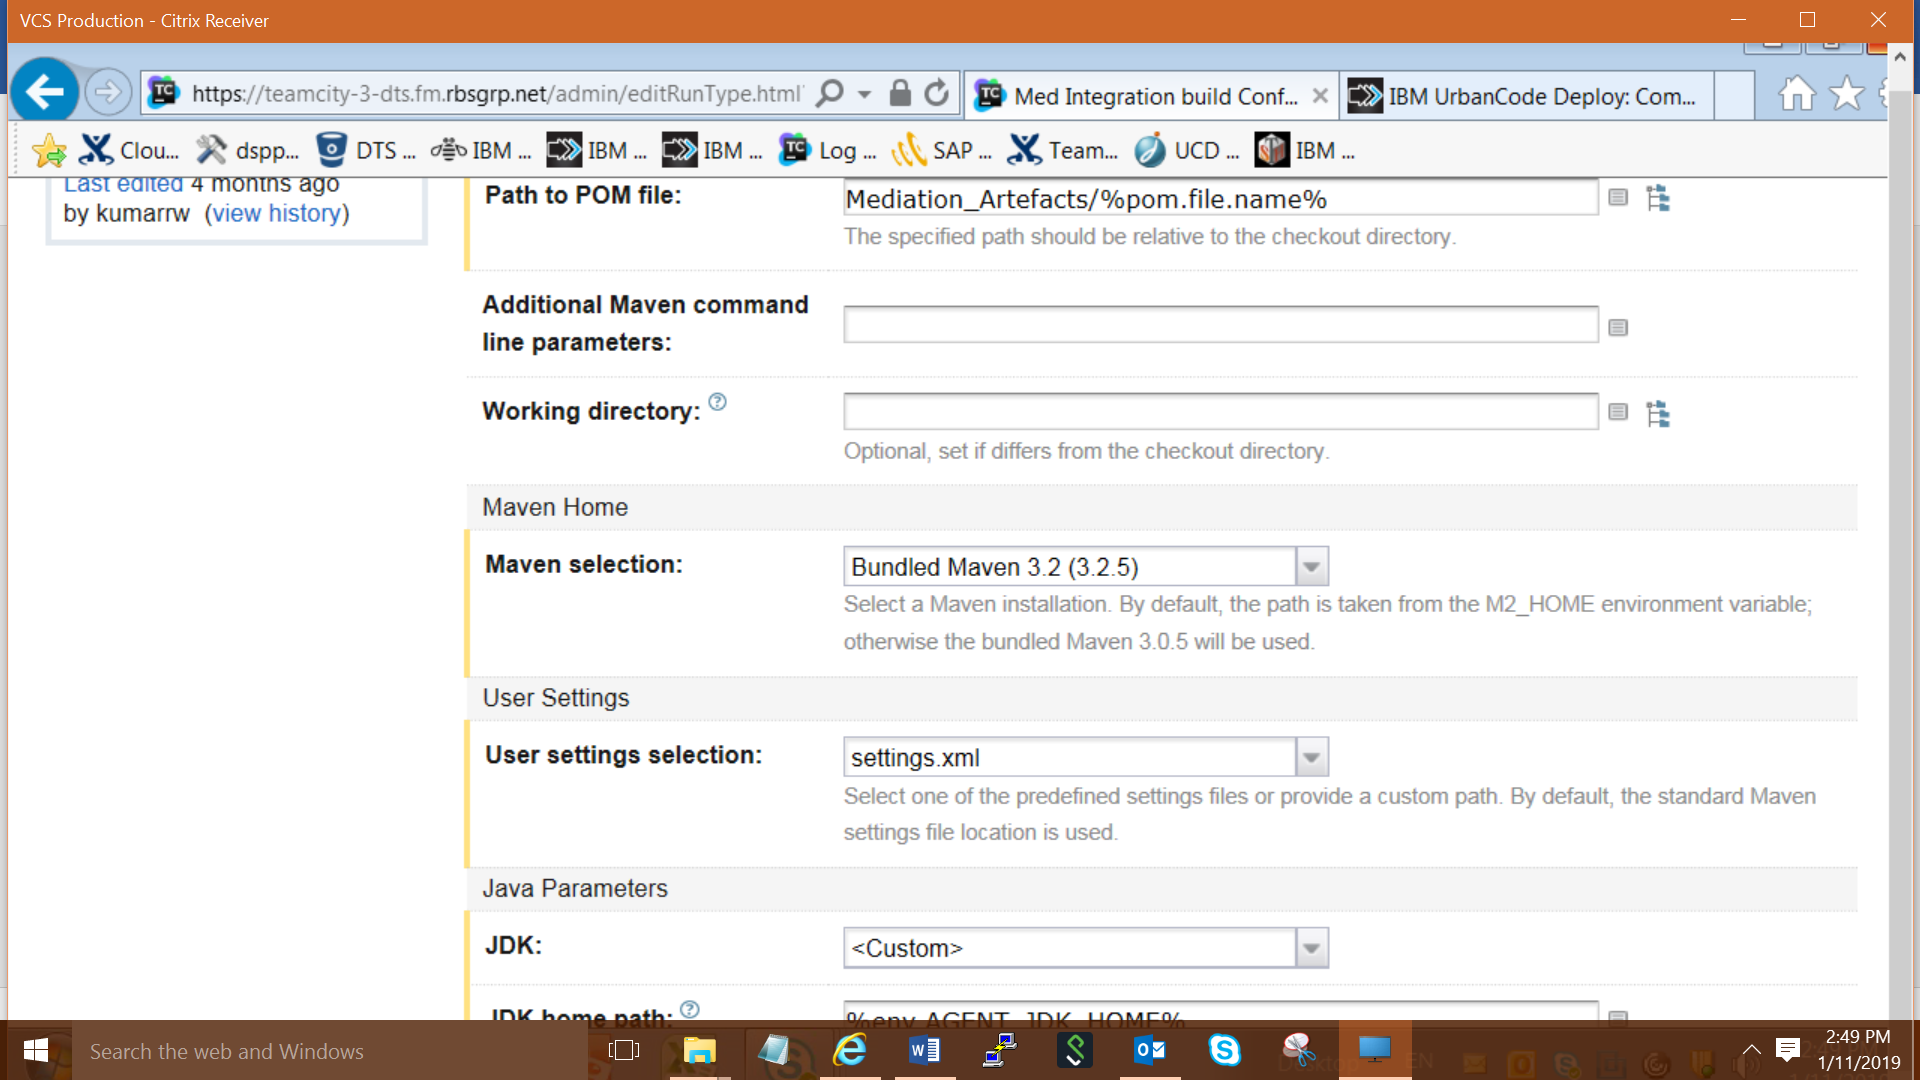 VCS Production - Citrix Receiver
https://teamcity-3-dts.fm.rbsgrp.net/admin/editRunType.html
Med Integration build Conf...
IBM UrbanCode Deploy: Com...
Clou...
dspp...
DTS ...
IBM ...
IBM ...
IBM ...
Log ...
SAP ...
Team...
UCD ...
IBM ...
Last edited 4 months ago
by kumarrw (view history)
Path to POM file:
Mediation_Artefacts/%pom.file.name%
The specified path should be relative to the checkout directory.
Additional Maven command
line parameters:
Working directory:
Optional, set if differs from the checkout directory.
Maven Home
Maven selection:
Bundled Maven 3.2 (3.2.5)
Select a Maven installation. By default, the path is taken from the M2_HOME environment variable;
otherwise the bundled Maven 3.0.5 will be used.
User Settings
User settings selection:
settings.xml
Select one of the predefined settings files or provide a custom path. By default, the standard Maven
settings file location is used.
Java Parameters
JDK:
<Custom>
JDK home path:
%env.AGENT_JDK_HOME%
Search the web and Windows
2:49 PM
1/11/2019